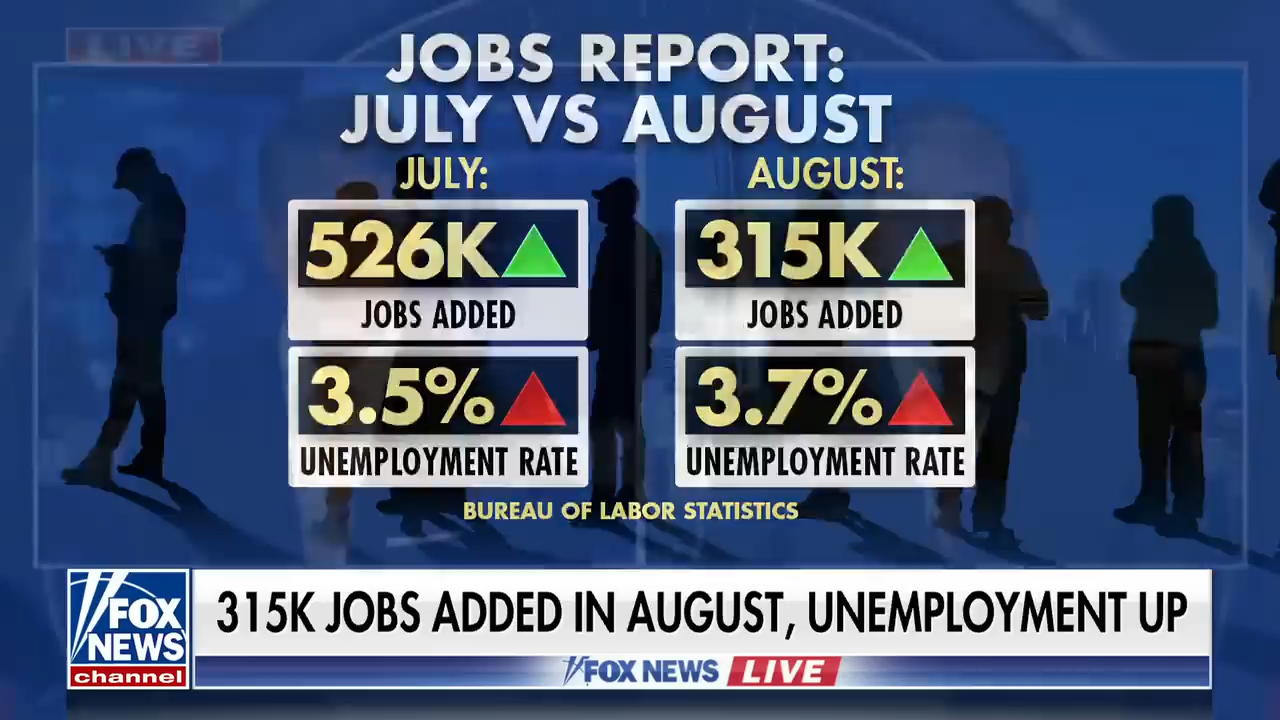 LIVE
JOBS REPORT:
JULY VS AUGUST
JULY:
AUGUST:
526K
315K
JOBS ADDED
JOBS ADDED
3.5%
3.7%
UNEMPLOYMENT RATE
UNEMPLOYMENT RATE
BUREAU OF LABOR STATISTICS
FOX
NEWS
channel
315K JOBS ADDED IN AUGUST, UNEMPLOYMENT UP
FOX NEWS LIVE